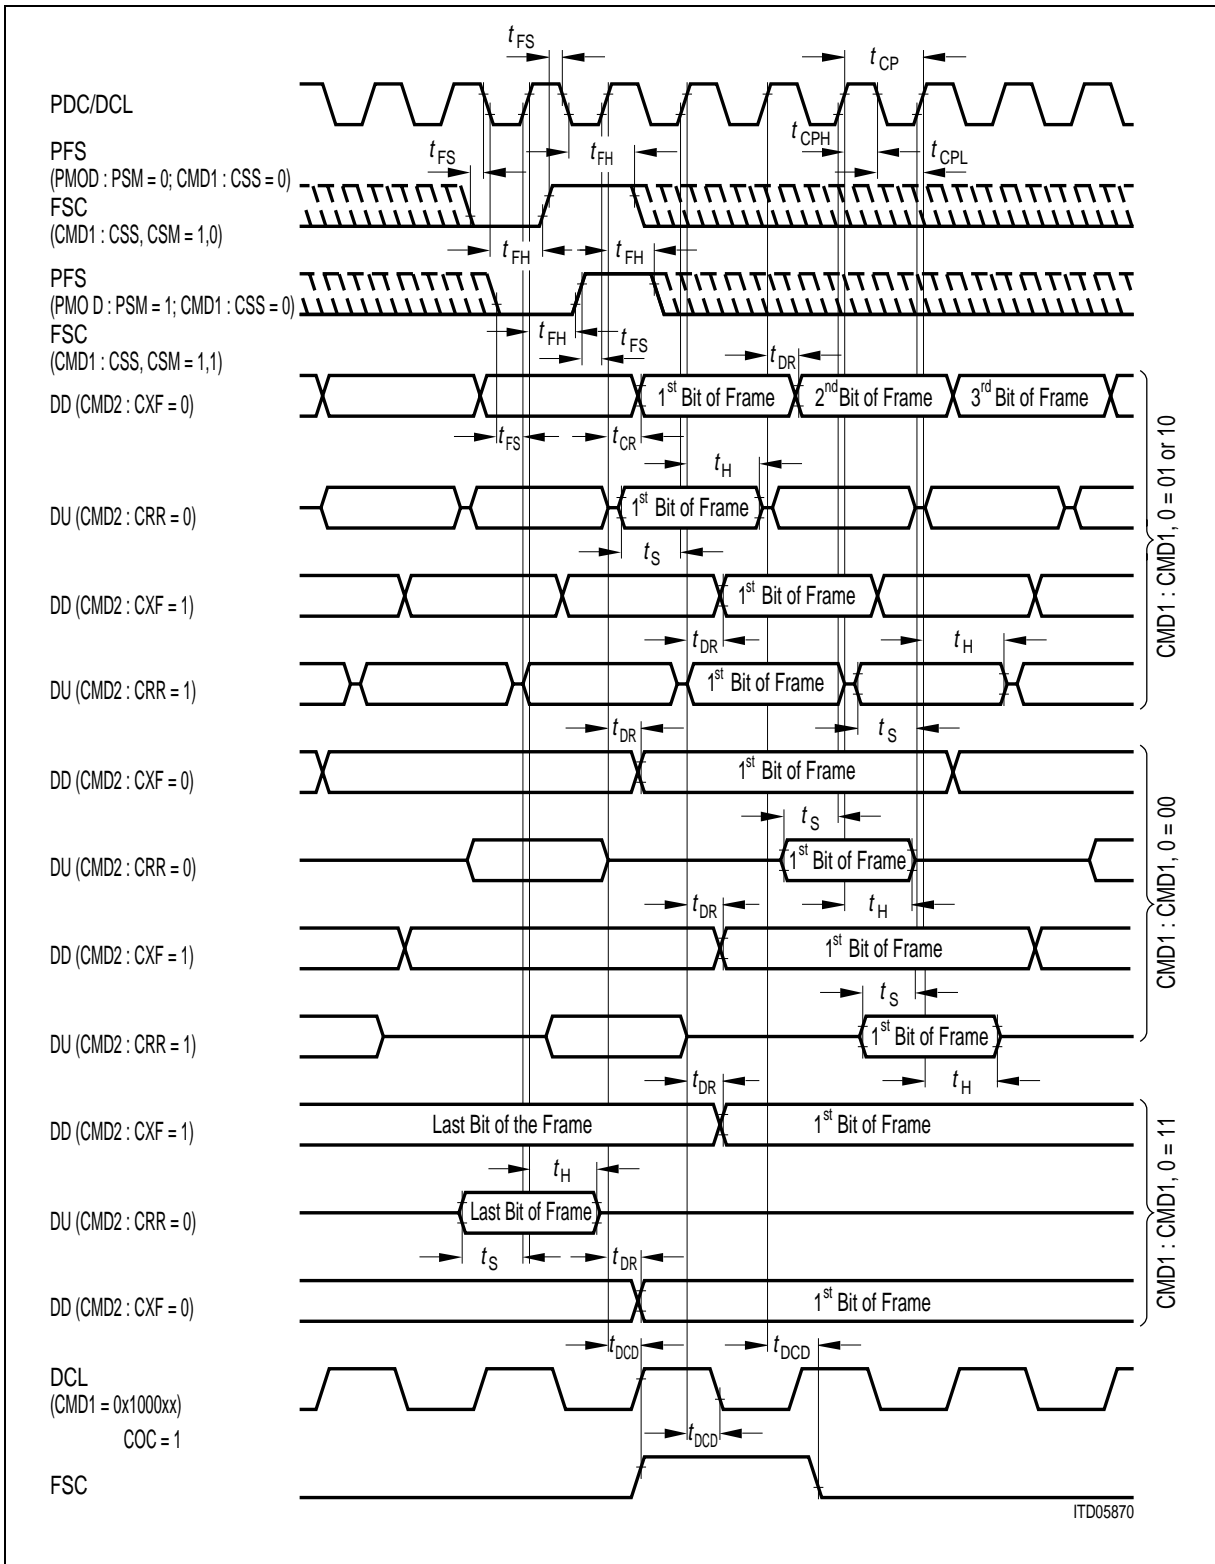 tFS
tCP
PDC/DCL
tCPH
tCPL
PFS
tFS
tFH
(PMOD : PSM = 0; CMD1 : CSS = 0)
FSC
(CMD1 : CSS, CSM = 1,0)
tFH
tFH
PFS
(PMO D : PSM = 1; CMD1 : CSS = 0)
FSC
tFH
tFS
(CMD1 : CSS, CSM = 1,1)
tDR
DD (CMD2 : CXF = 0)
1st Bit of Frame
2nd Bit of Frame
3rd Bit of Frame
tFS
tCR
tH
DU (CMD2 : CRR = 0)
1st Bit of Frame
tS
DD (CMD2 : CXF = 1)
1st Bit of Frame
tDR
tH
DU (CMD2 : CRR = 1)
1st Bit of Frame
CMD1 : CMD1, 0 = 01 or 10
tDR
tS
DD (CMD2 : CXF = 0)
1st Bit of Frame
tS
DU (CMD2 : CRR = 0)
1st Bit of Frame
tDR
tH
DD (CMD2 : CXF = 1)
1st Bit of Frame
tS
DU (CMD2 : CRR = 1)
1st Bit of Frame
CMD1 : CMD1, 0 = 00
tDR
tH
DD (CMD2 : CXF = 1)
Last Bit of the Frame
1st Bit of Frame
tH
DU (CMD2 : CRR = 0)
Last Bit of Frame
tS
tDR
DD (CMD2 : CXF = 0)
1st Bit of Frame
CMD1 : CMD1, 0 = 11
tDCD
tDCD
DCL
(CMD1 = 0x1000xx)
COC = 1
tDCD
FSC
ITD05870